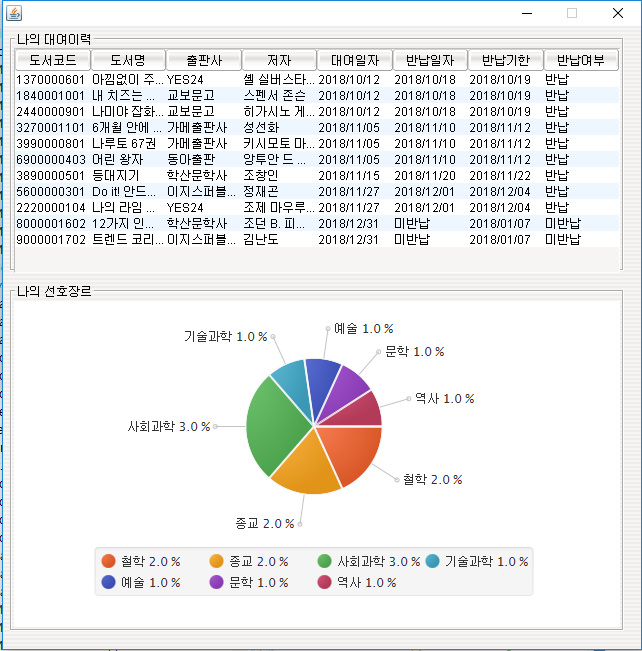 나의 대여이력
도서코드 도서명 출판사 저자 대여일자 반납일자 반납기한 반납여부
1370000601 아낌없이 주... YES24 셸 실버스타... 2018/10/12 2018/10/18 2018/10/19 반납
1840001001 내 치즈는 ... 교보문고 스펜서 존슨 2018/10/12 2018/10/18 2018/10/19 반납
2440000901 나미야 잡화... 교보문고 히가시노 게... 2018/10/12 2018/10/18 2018/10/19 반납
3270001101 6개월 안에 ... 가메출판사 정선화 2018/11/05 2018/11/10 2018/11/12 반납
3990000801 나루토 67권 가메출판사 키시모토 마... 2018/11/05 2018/11/10 2018/11/12 반납
6900000403 어린 왕자 동아출판 앙투안 드 ... 2018/11/05 2018/11/10 2018/11/12 반납
3890000501 등대지기 학산문학사 조창인 2018/11/15 2018/11/20 2018/11/22 반납
5600000301 Do it! 안드... 이지스퍼블... 정재곤 2018/11/27 2018/12/01 2018/12/04 반납
2220000104 나의 라임 ... YES24 조제 마우루... 2018/11/27 2018/12/01 2018/12/04 반납
8000001602 12가지 인... 학산문학사 조던 B. 피... 2018/12/31 미반납 2018/01/07 미반납
9000001702 트렌드 코리... 이지스퍼블... 김난도 2018/12/31 미반납 2018/01/07 미반납
나의 선호장르
예술 1.0 %
기술과학 1.0 %
문학 1.0 %
역사 1.0 %
사회과학 3.0 %
철학 2.0 %
종교 2.0 %
철학 2.0 % 종교 2.0 % 사회과학 3.0 % 기술과학 1.0 %
예술 1.0 % 문학 1.0 % 역사 1.0 %